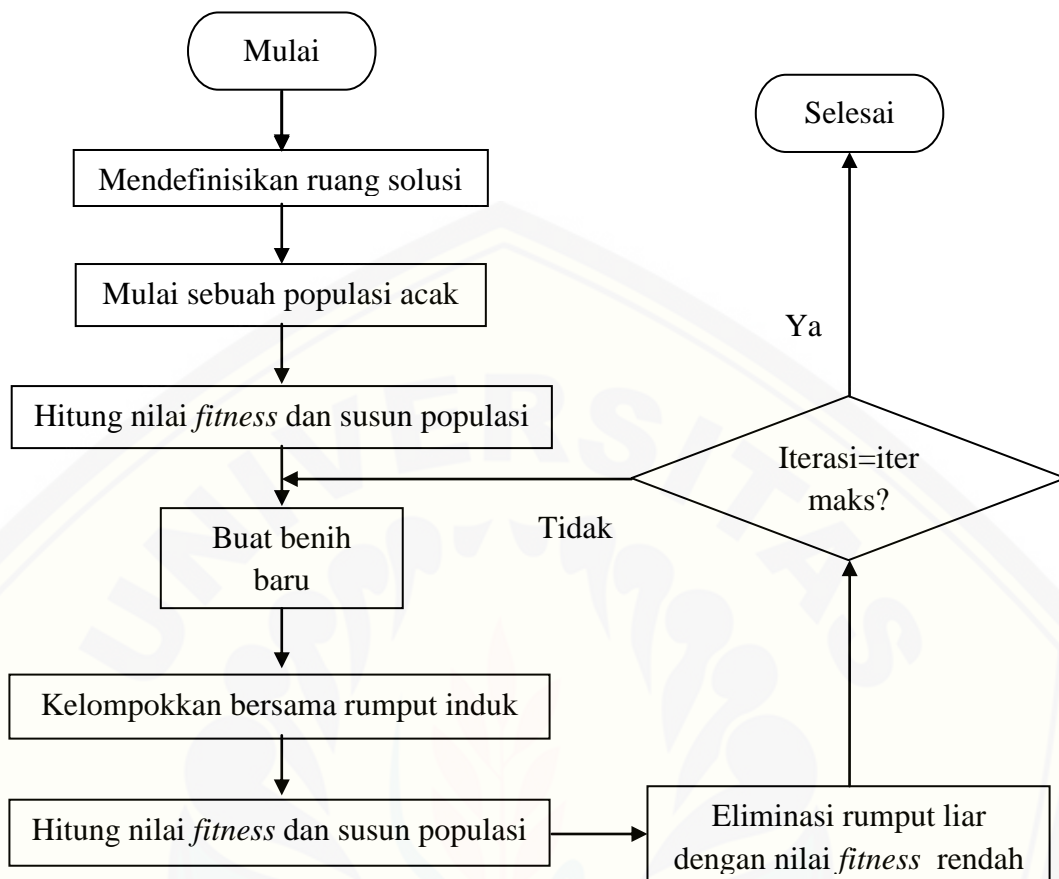 Mulai
Mendefinisikan ruang solusi
Mulai sebuah populasi acak
Hitung nilai fitness dan susun populasi
Buat benih
baru
Kelompokkan bersama rumput induk
Hitung nilai fitness dan susun populasi
Eliminasi rumput liar
dengan nilai fitness rendah
Iterasi=iter
maks?
Tidak
Ya
Selesai
UNIVERSITAS